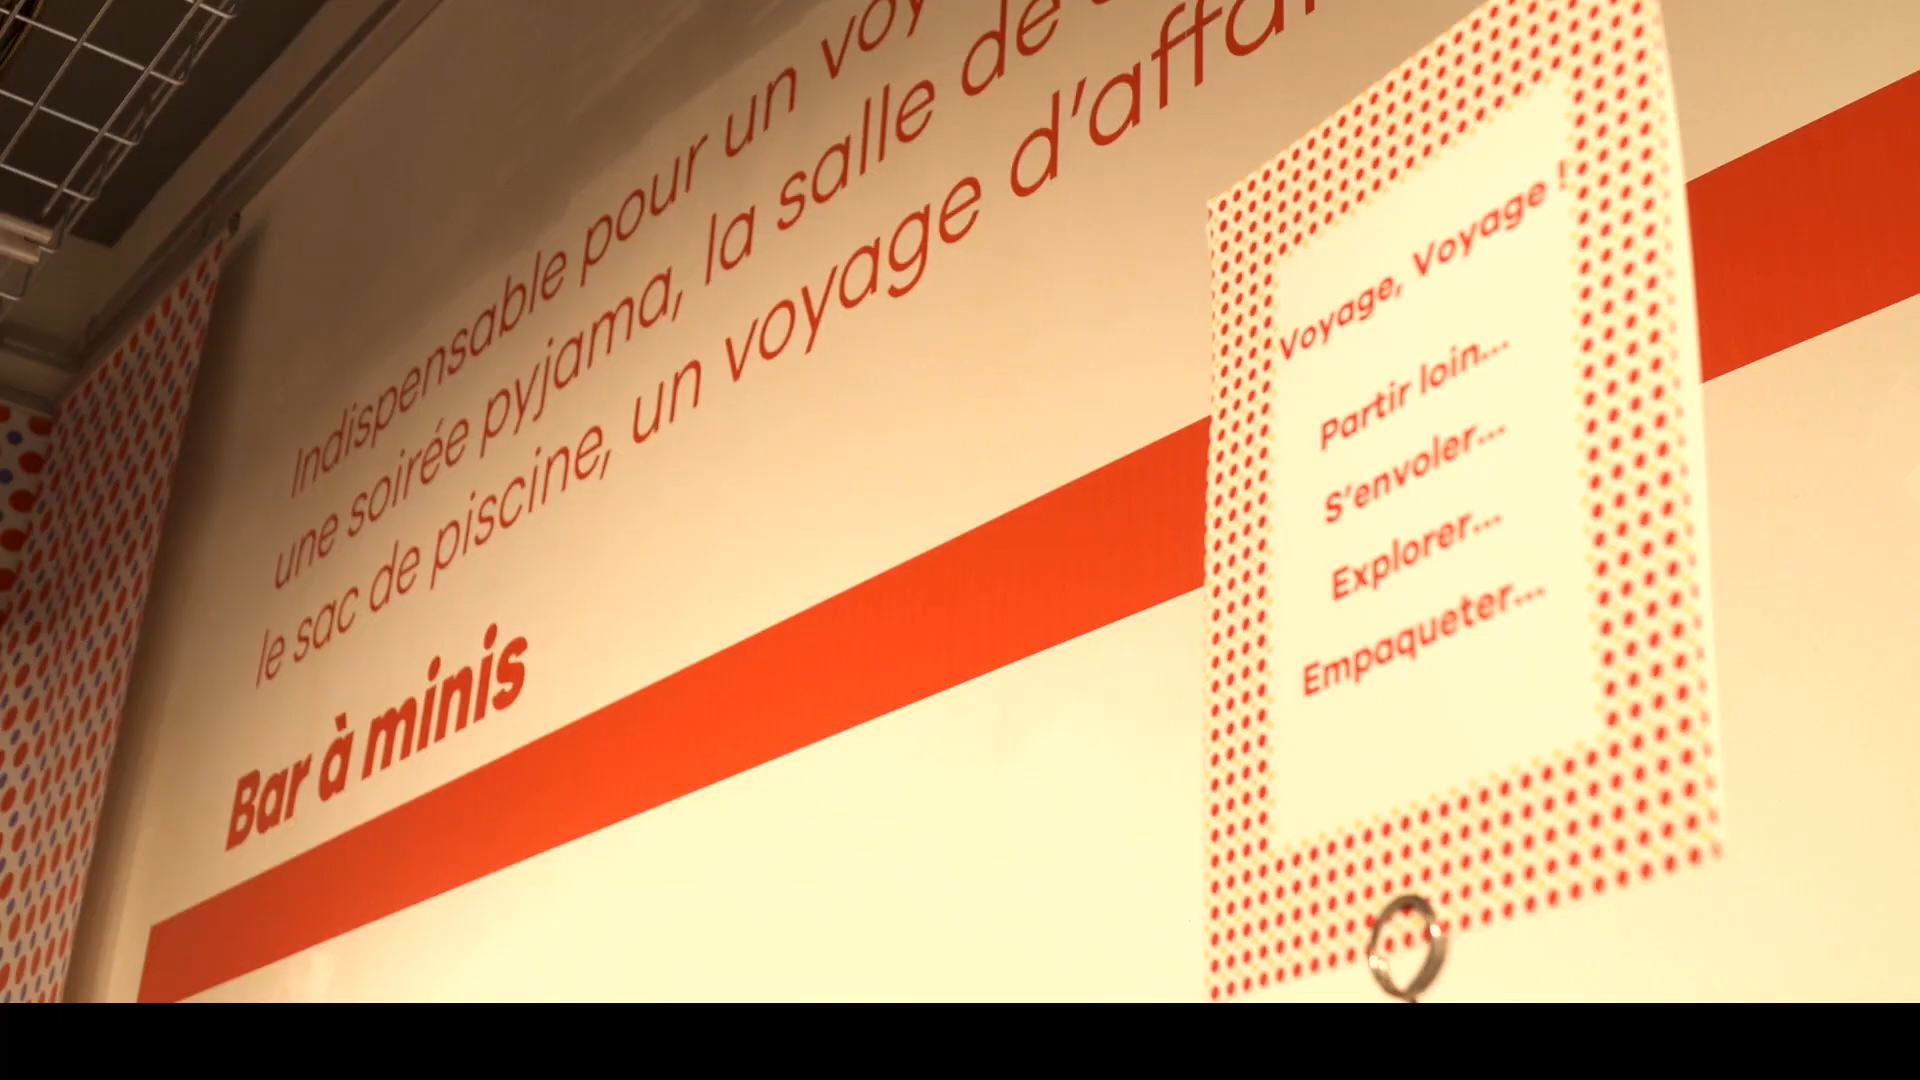 Indispensable pour un
une soirée pyjama, la salle de
le sac de piscine, un voyage
Bar à minis
Voyage, Voyage !
Partir loin...
S'envoler...
Explorer...
Empaqueter...